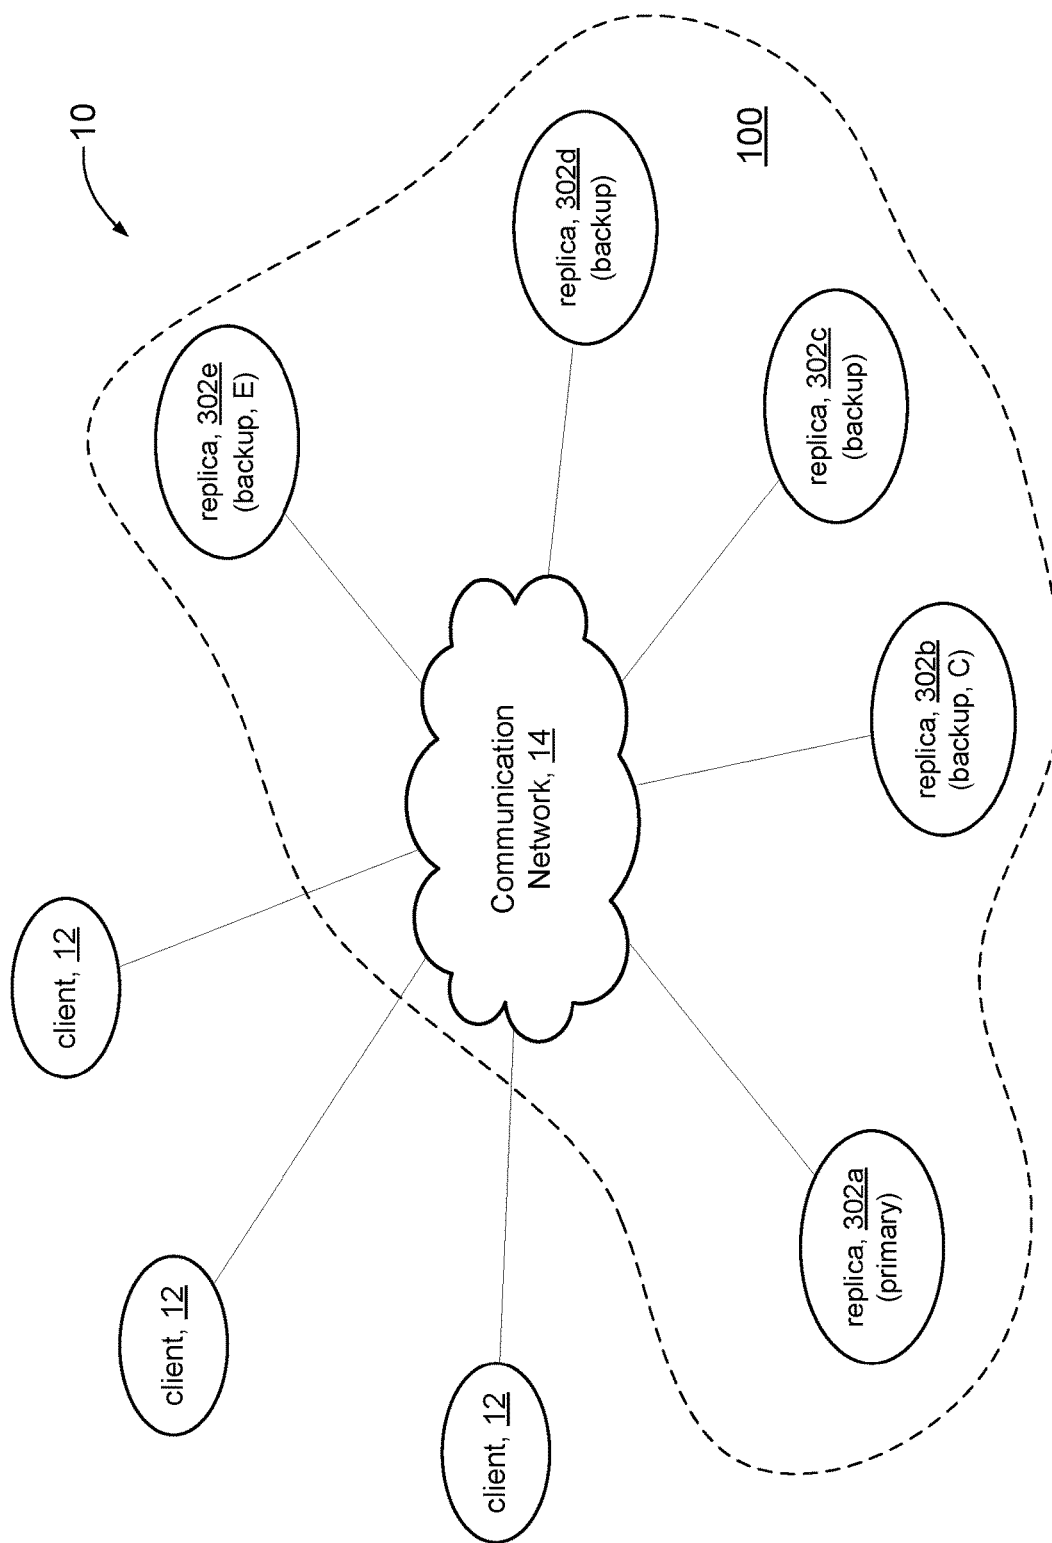 client, 12
10
client, 12
replica, 302e
(backup, E)
client, 12
Communication
Network, 14
replica, 302d
(backup)
100
replica, 302c
(backup)
replica, 302a
(primary)
replica, 302b
(backup, C)